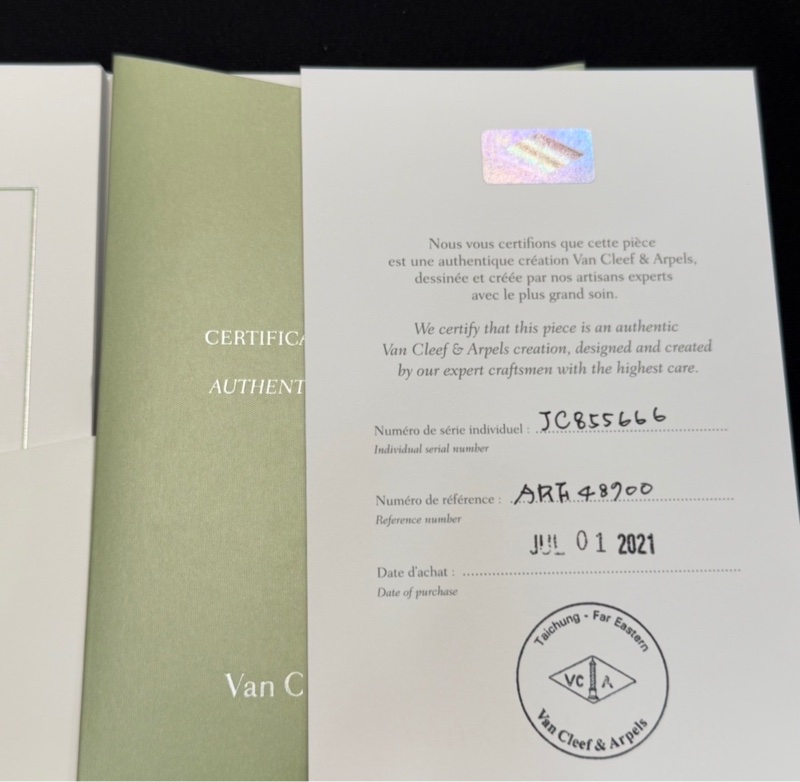 CERTIFICA
AUTHENT
Van C
Nous vous certifions que cette pièce
est une authentique création Van Cleef & Arpels,
dessinée et créée par nos artisans experts
avec le plus grand soin.
We certify that this piece is an authentic
Van Cleef & Arpels creation, designed and created
by our expert craftsmen with the highest care.
Numéro de série individuel : JC855666
Individual serial number
Numéro de référence :
Reference number
JUL 01 2021
Date d'achat :
Date of purchase
Taichung - Far Eastern
VC A
Van Cleef & Arpels